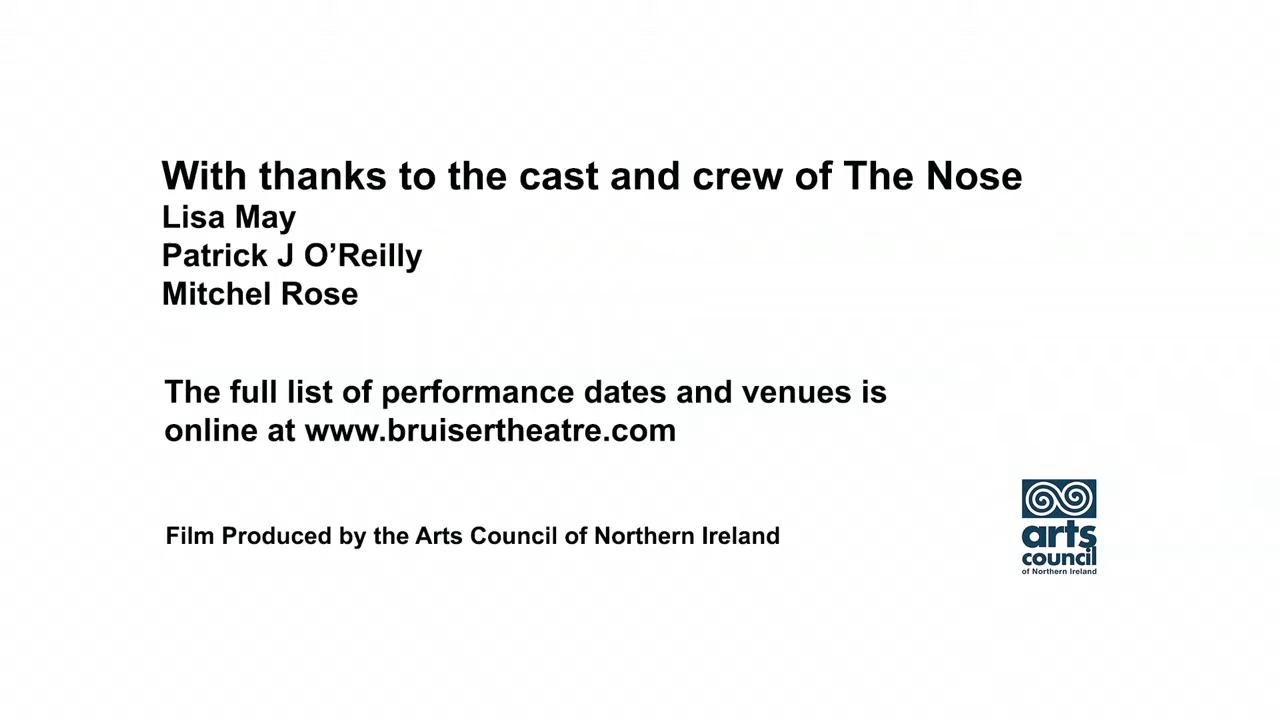 With thanks to the cast and crew of The Nose
Lisa May
Patrick J O’Reilly
Mitchel Rose
The full list of performance dates and venues is
online at www.bruisertheatre.com
Film Produced by the Arts Council of Northern Ireland
arts
council
of Northern Ireland